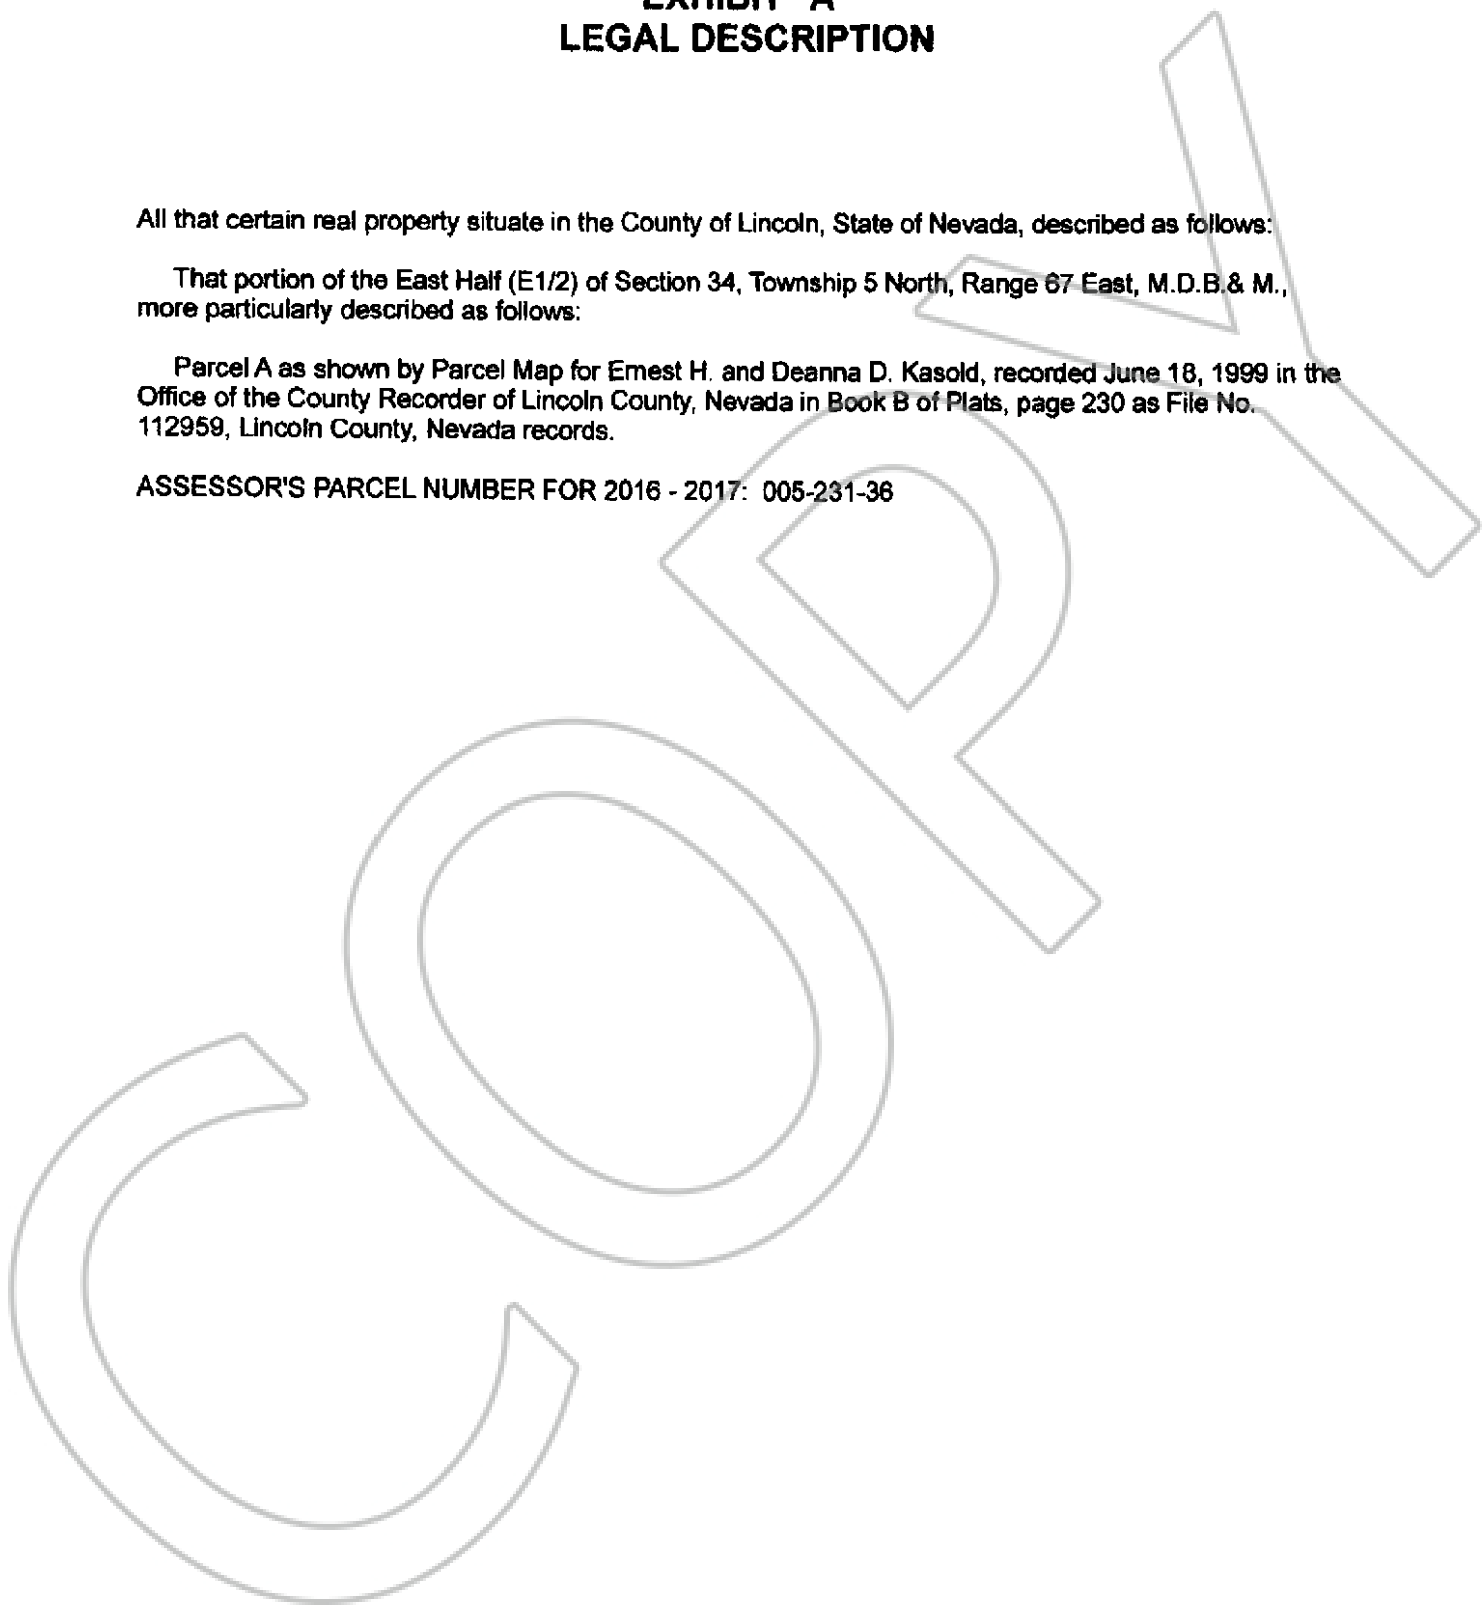 EXHIBIT "A"
LEGAL DESCRIPTION
All that certain real property situate in the County of Lincoln, State of Nevada, described as follows:
That portion of the East Half (E1/2) of Section 34, Township 5 North, Range 67 East, M.D.B.& M.,
more particularly described as follows:
Parcel A as shown by Parcel Map for Ernest H. and Deanna D. Kasold, recorded June 18, 1999 in the
Office of the County Recorder of Lincoln County, Nevada in Book B of Plats, page 230 as File No.
112959, Lincoln County, Nevada records.
ASSESSOR'S PARCEL NUMBER FOR 2016 - 2017: 005-231-36
COPY